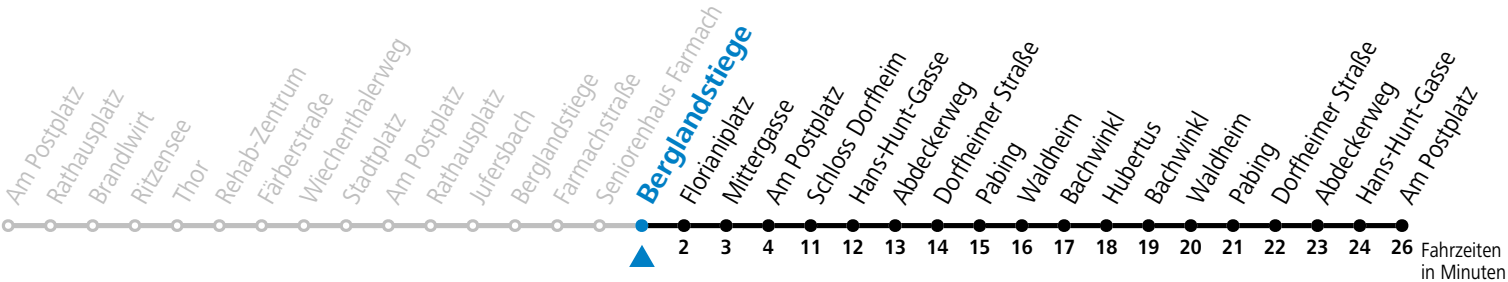 Am Postplatz
Rathausplatz
Brandlwirt
Ritzensee
Thor
Rehab-Zentrum
Färberstraße
Wiechenthalerweg
Stadtplatz
Am Postplatz
Rathausplatz
Jufersbach
Berglandstiege
Farmachstraße
Seniorenhaus Farmach
Berglandstiege
Florianiplatz
Mittergasse
Am Postplatz
Schloss Dorfheim
Hans-Hunt-Gasse
Abdeckerweg
Dorfheimer Straße
Pabing
Waldheim
Bachwinkl
Hubertus
Bachwinkl
Waldheim
Pabing
Dorfheimer Straße
Abdeckerweg
Hans-Hunt-Gasse
Am Postplatz
2 3 4 11 12 13 14 15 16 17 18 19 20 21 22 23 24 26 Fahrzeiten
in Minuten